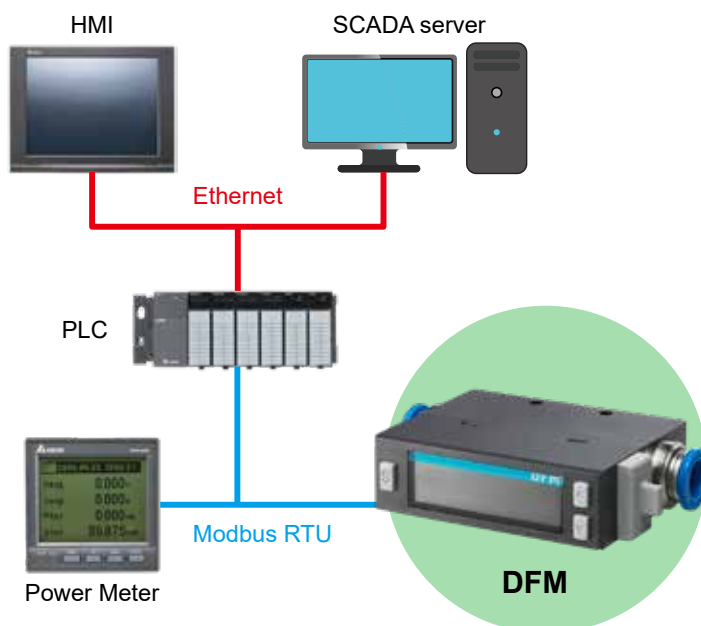 HMI
SCADA server
Ethernet
PLC
Modbus RTU
Power Meter
DFM